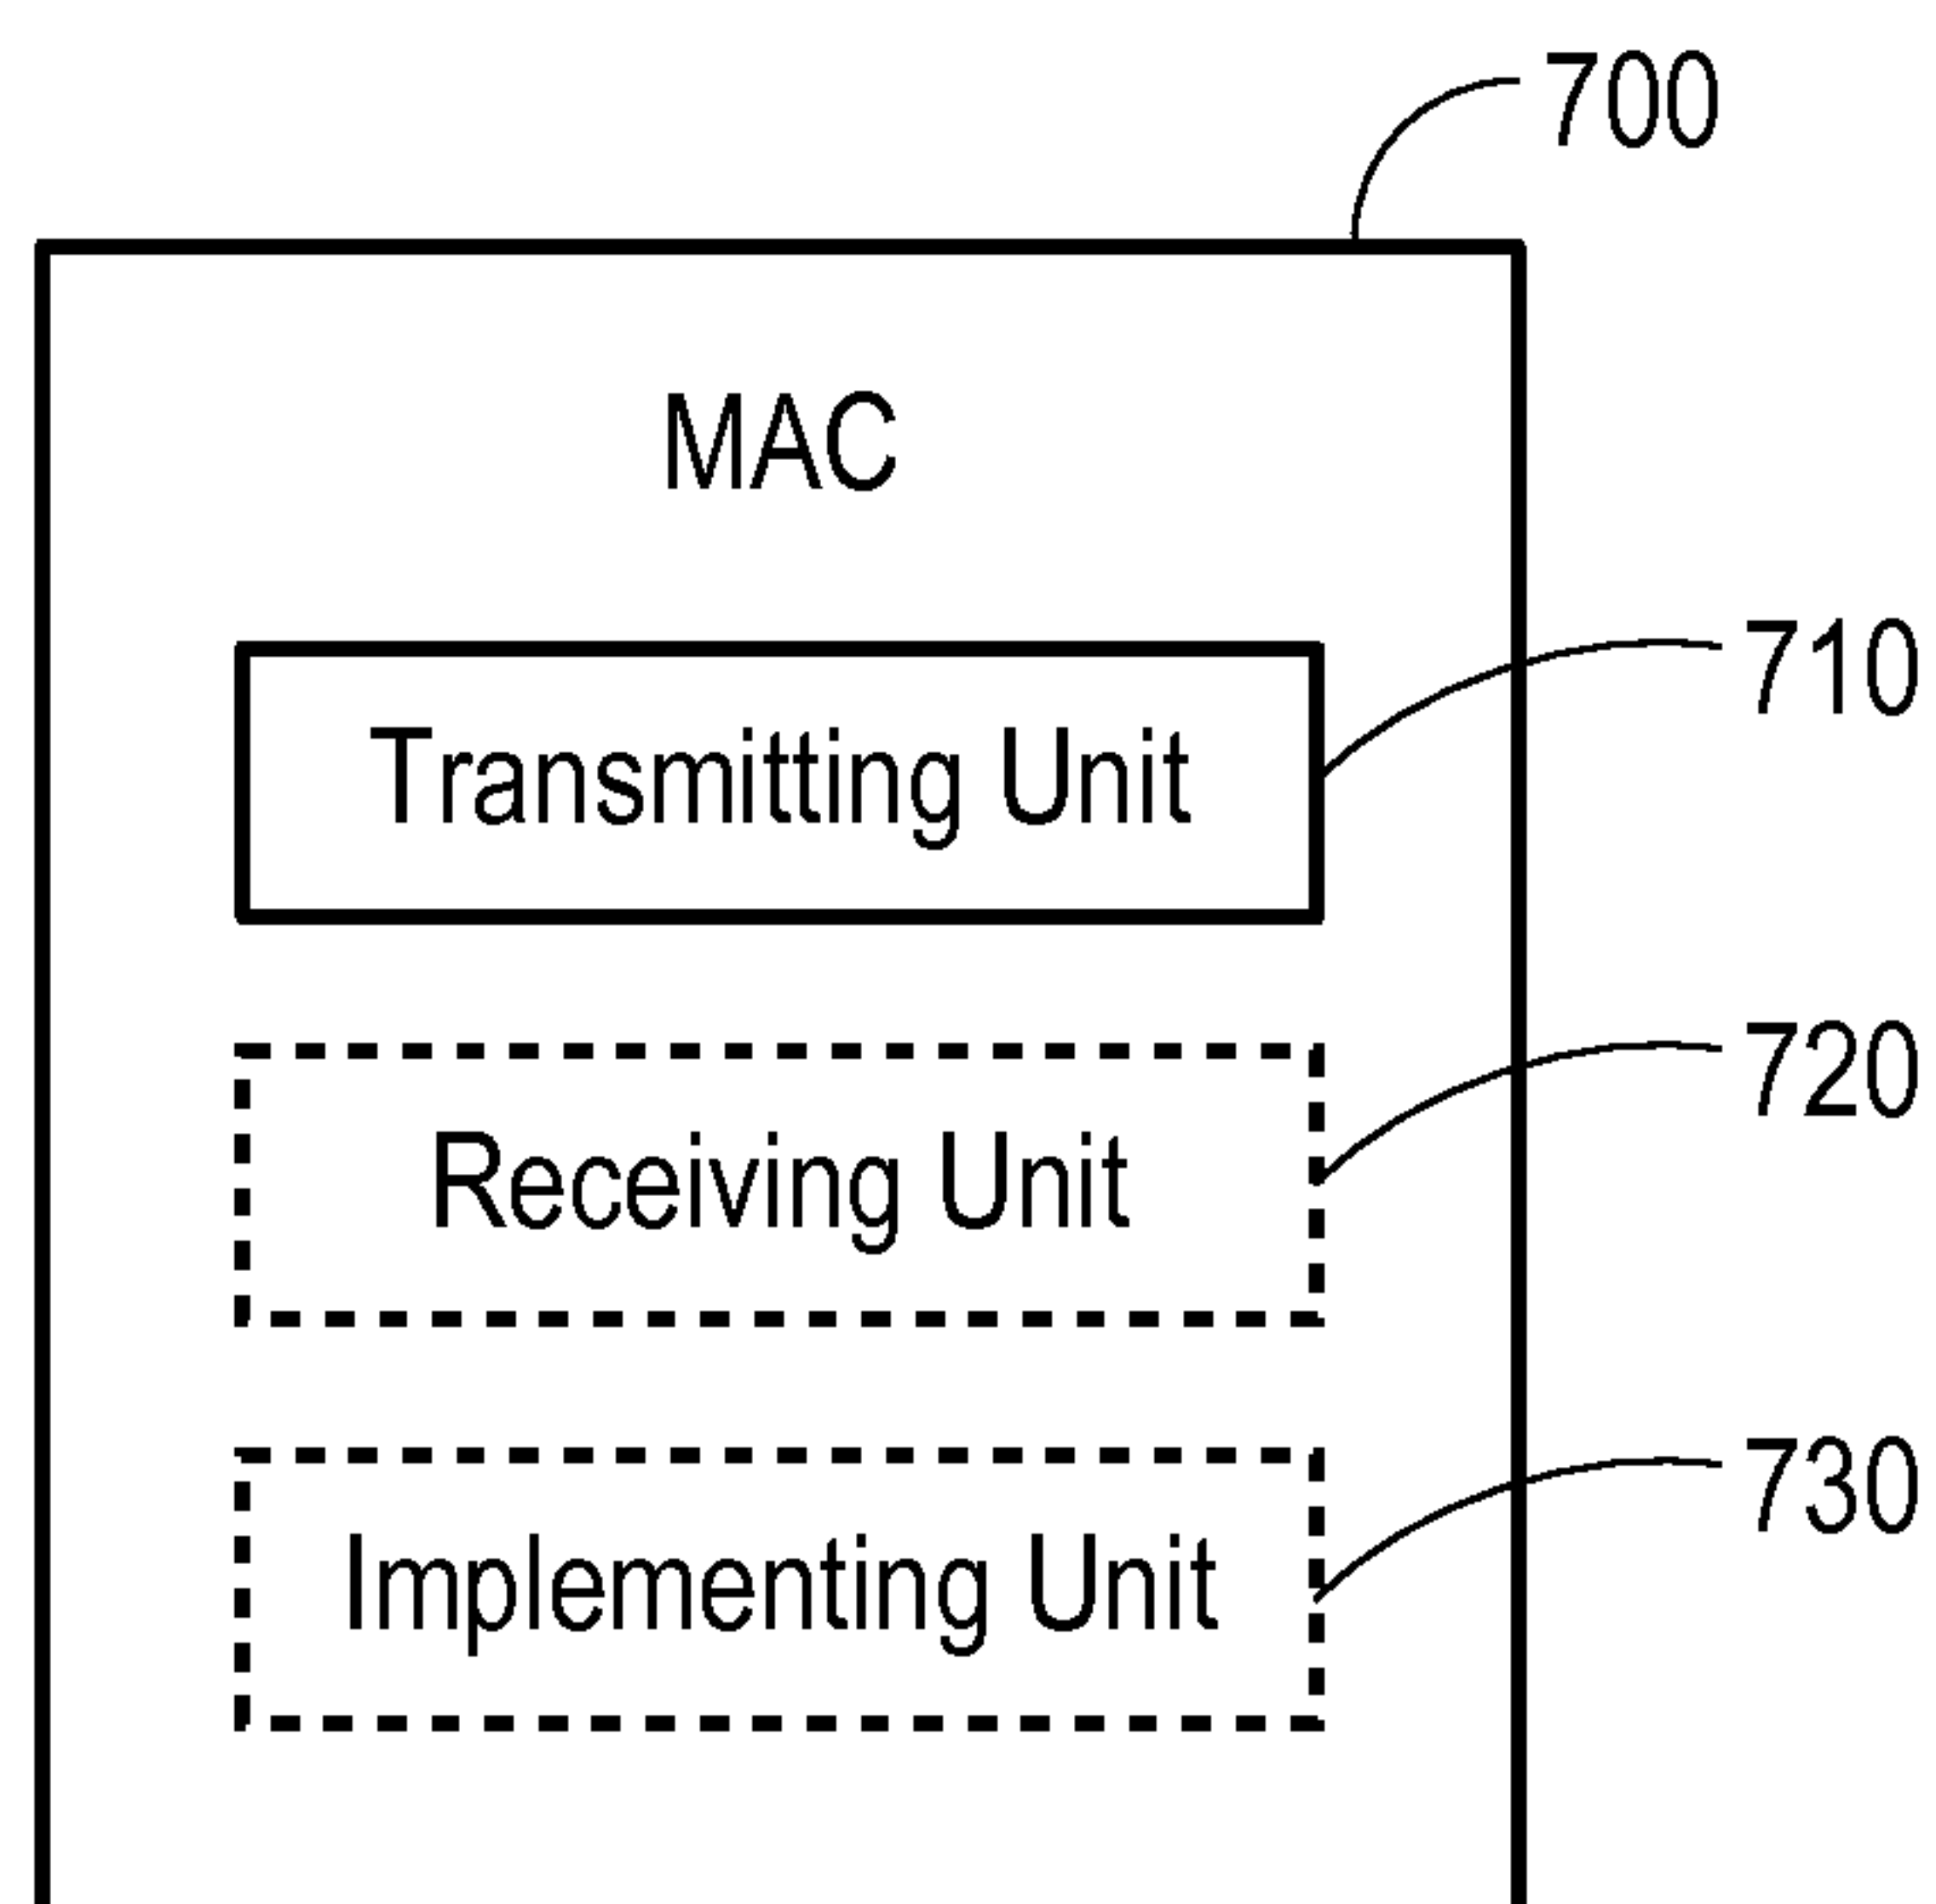 700
MAC
710
Transmitting Unit
720
Receiving Unit
730
Implementing Unit